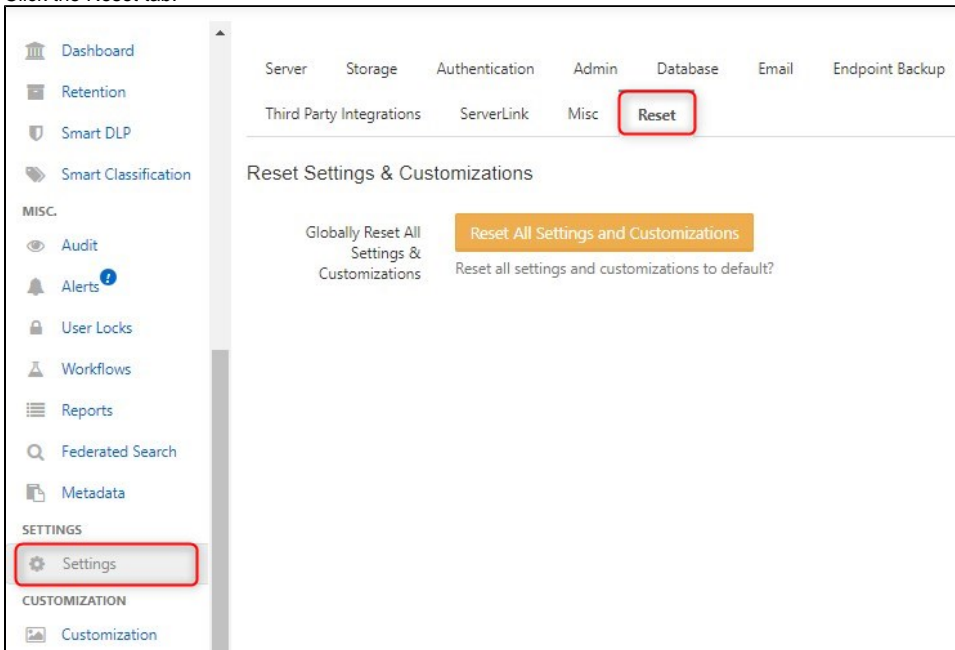 Click the Reset tab.
Dashboard
Retention
Smart DLP
Smart Classification
MISC.
Audit
Alerts
User Locks
Workflows
Reports
Federated Search
Metadata
SETTINGS
Settings
CUSTOMIZATION
Customization
Server Storage Authentication Admin Database Email Endpoint Backup
Third Party Integrations ServerLink Misc Reset
Reset Settings & Customizations
Globally Reset All
Settings &
Customizations
Reset All Settings and Customizations
Reset all settings and customizations to default?